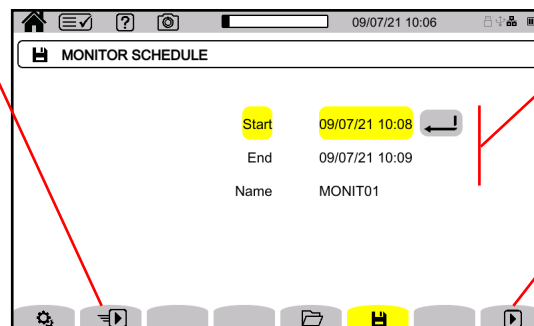 09/07/21 10:06
MONITOR SCHEDULE
Start 09/07/21 10:08
End 09/07/21 10:09
Name MONIT01